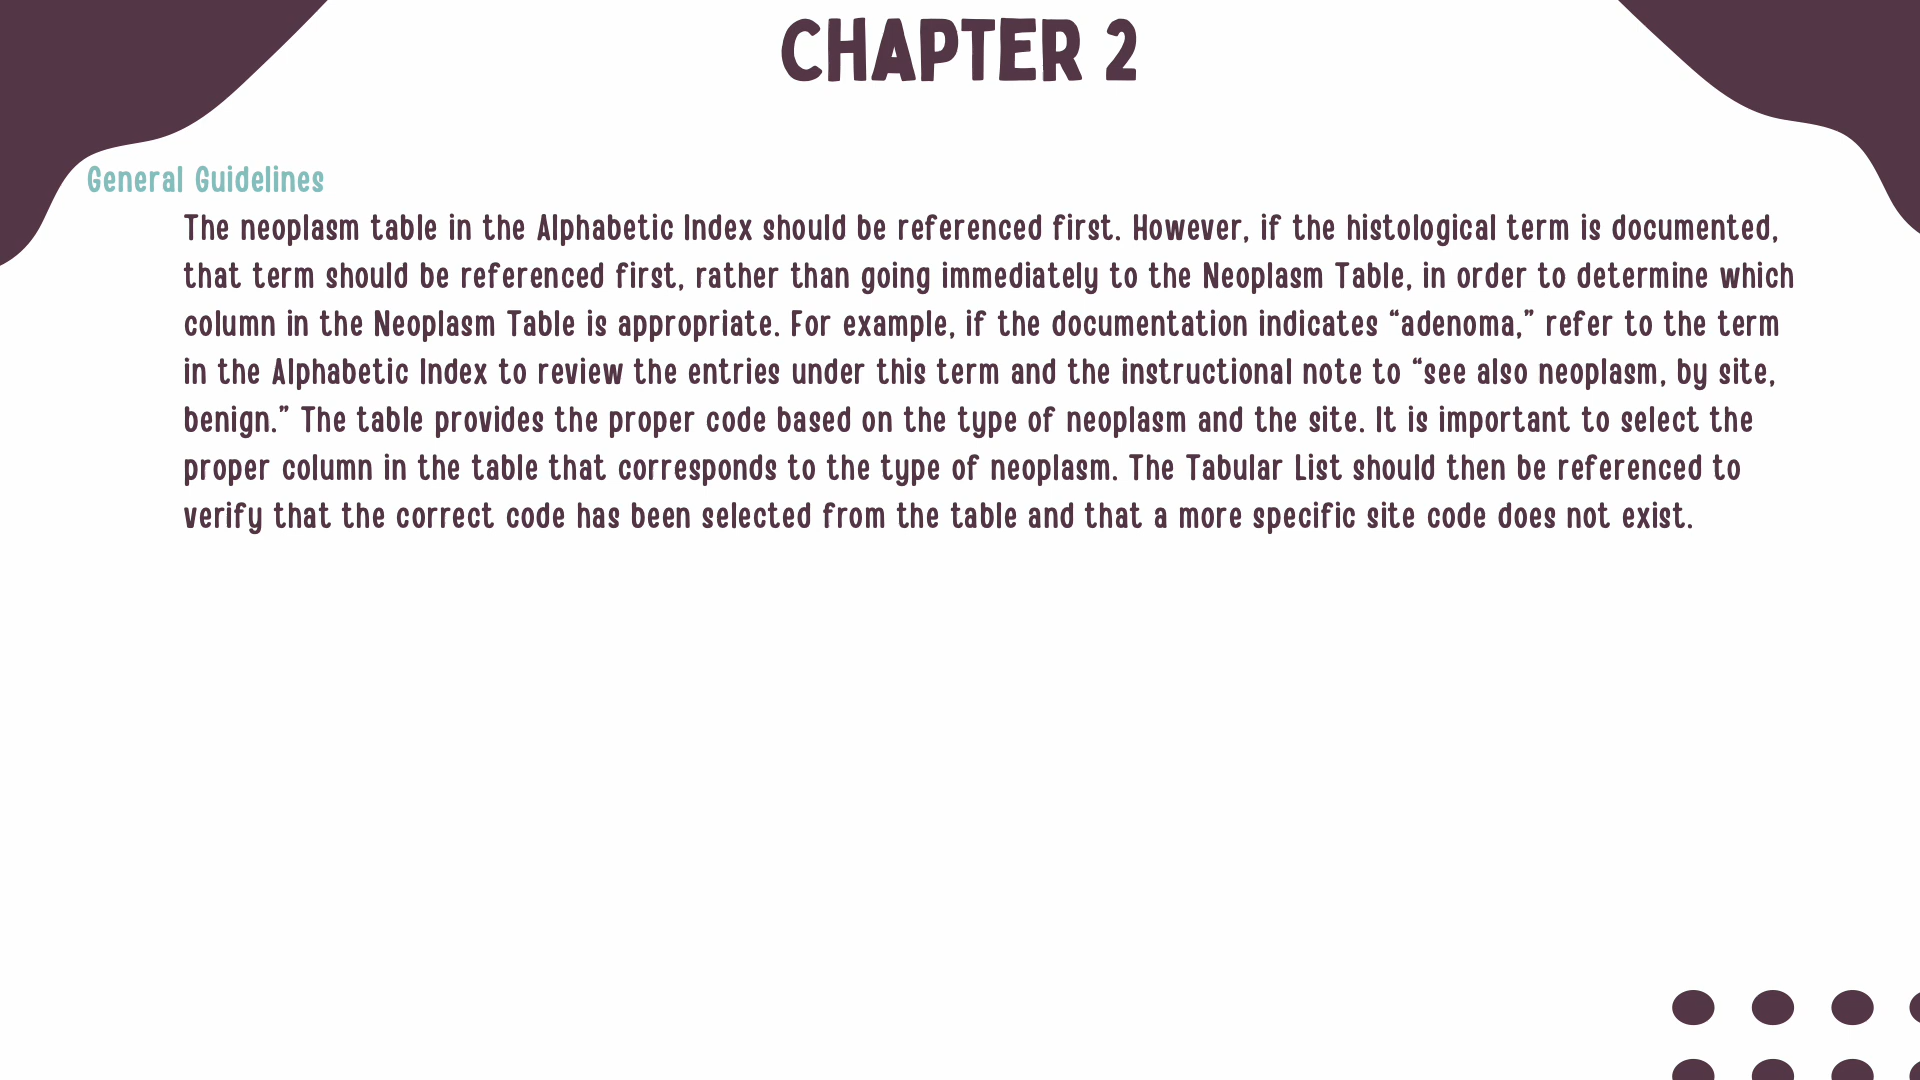 CHAPTER 2
General Guidelines
The neoplasm table in the Alphabetic Index should be referenced first. However, if the histological term is documented,
that term should be referenced first, rather than going immediately to the Neoplasm Table, in order to determine which
column in the Neoplasm Table is appropriate. For example, if the documentation indicates “adenoma,” refer to the term
in the Alphabetic Index to review the entries under this term and the instructional note to “see also neoplasm, by site,
benign.” The table provides the proper code based on the type of neoplasm and the site. It is important to select the
proper column in the table that corresponds to the type of neoplasm. The Tabular List should then be referenced to
verify that the correct code has been selected from the table and that a more specific site code does not exist.